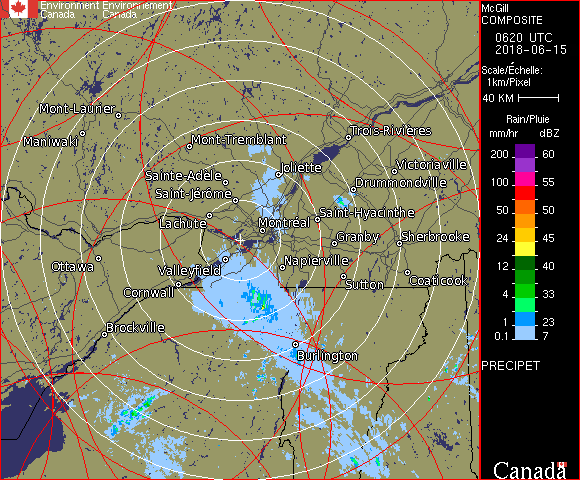 Environment Environnement
Canada Canada
McGill
COMPOSITE
0620 UTC
2018-06-15
Scale/Échelle:
1km/Pixel
40 KM
Rain/Pluie
mm/hr dBZ
200 60
100 55
50 50
24 45
12 40
4 33
1 23
0.1 7
PRECIPET
Canada
Mont-Laurier
Maniwaki
Mont-Tremblant
Trois-Rivières
Joliette
Victoriaville
Sainte-Adèle
Drummondville
Saint-Jérôme
Saint-Hyacinthe
Lachute
Montréal
Granby
Sherbrooke
Ottawa
Valleyfield
Napierville
Cornwall
Sutton
Coaticook
Brockville
Burlington